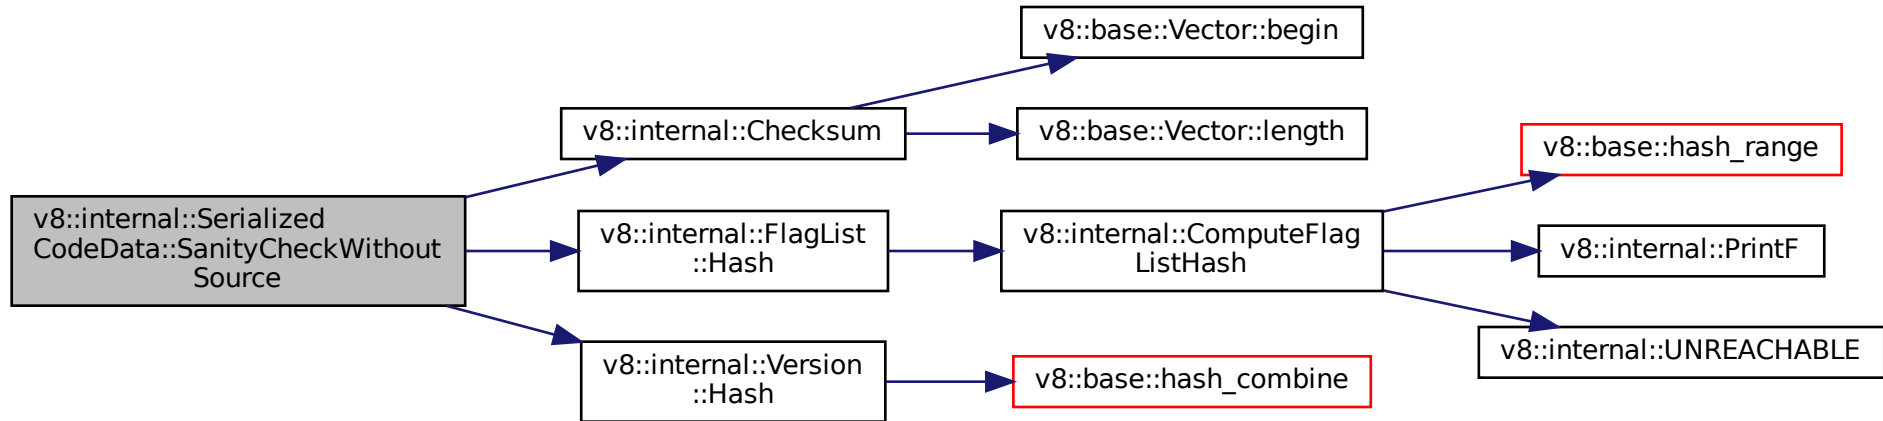 v8::internal::Serialized
CodeData::SanityCheckWithout
Source
v8::internal::Checksum
v8::base::Vector::begin
v8::base::Vector::length
v8::internal::FlagList
::Hash
v8::internal::ComputeFlag
ListHash
v8::base::hash_range
v8::internal::PrintF
v8::internal::UNREACHABLE
v8::internal::Version
::Hash
v8::base::hash_combine